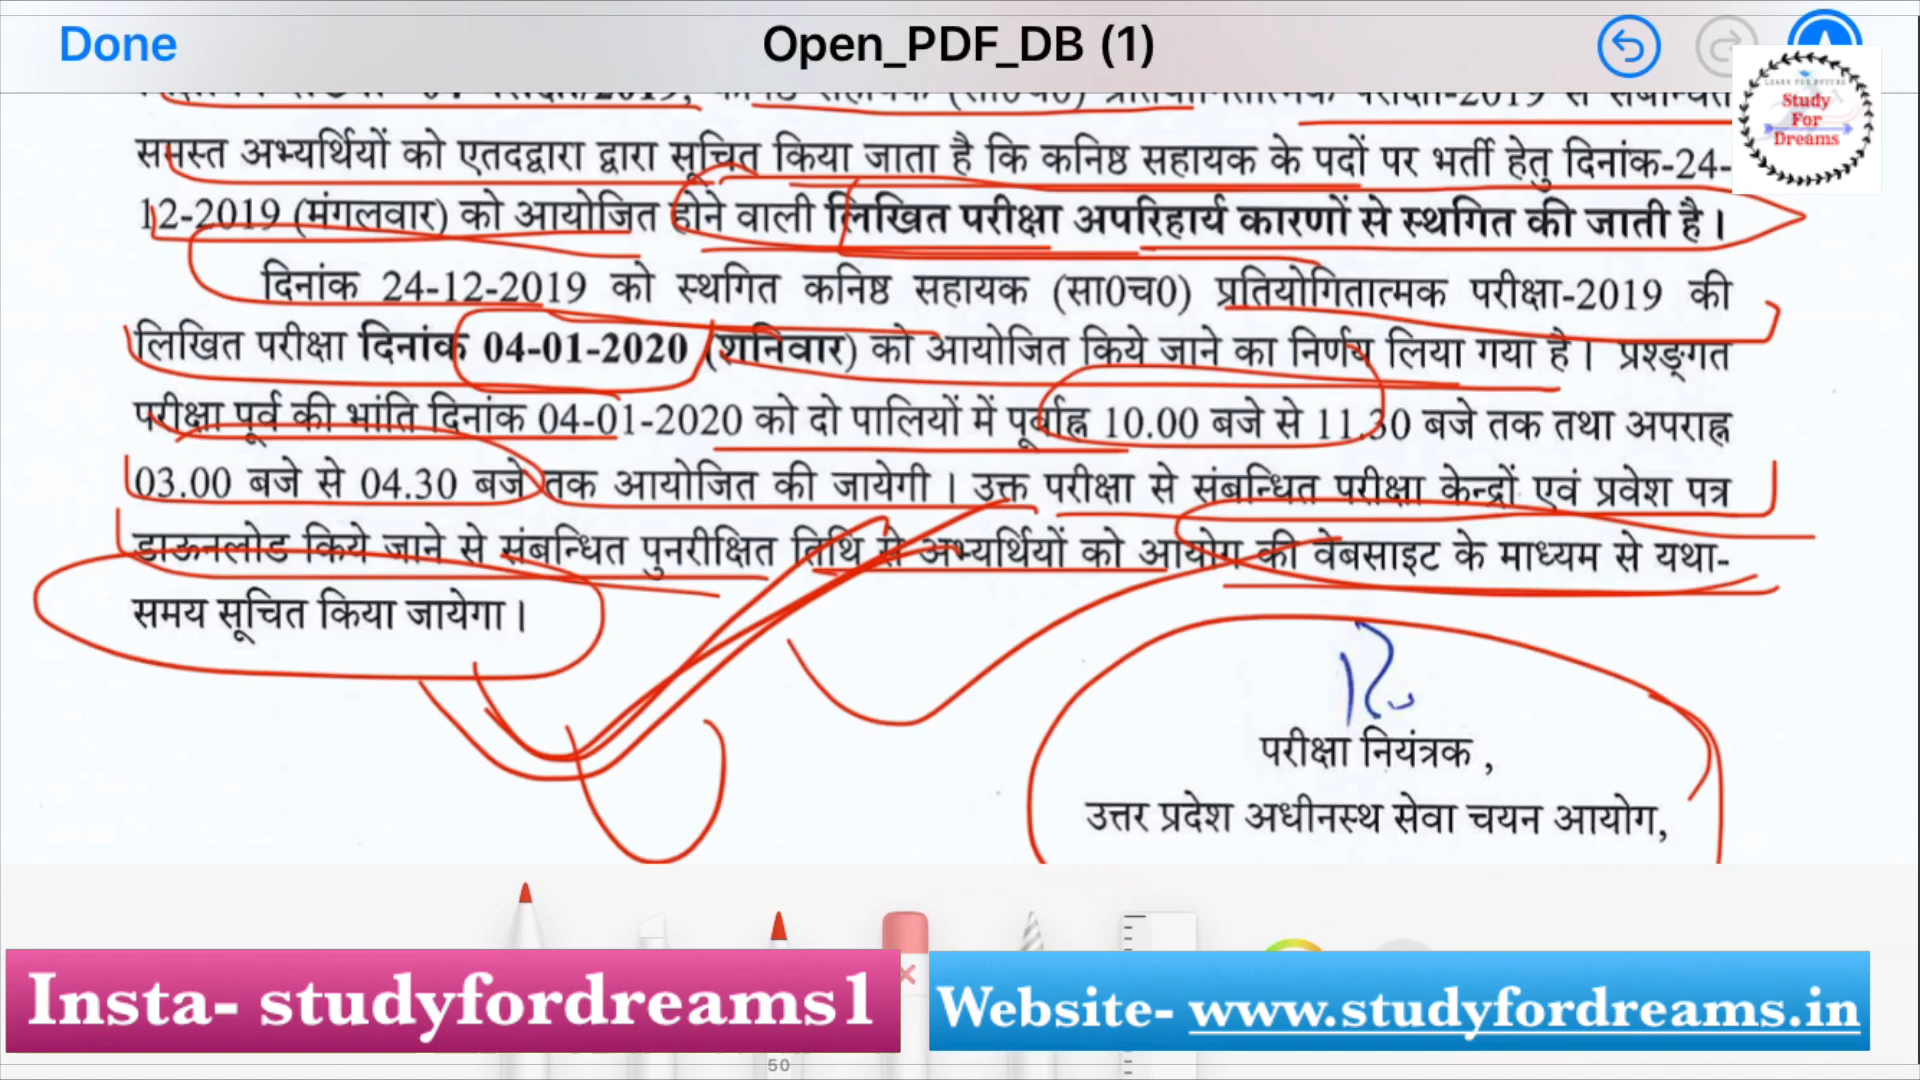 Done
Open_PDF_DB (1)
LEARN FOR FUTURE
Study
For
Dreams
समस्त अभ्यर्थियों को एतदद्वारा द्वारा सूचित किया जाता है कि कनिष्ठ सहायक के पदों पर भर्ती हेतु दिनांक-24-
12-2019 (मंगलवार) को आयोजित होने वाली लिखित परीक्षा अपरिहार्य कारणों से स्थगित की जाती है।
दिनांक 24-12-2019 को स्थगित कनिष्ठ सहायक (सा0च0) प्रतियोगितात्मक परीक्षा-2019 की
लिखित परीक्षा दिनांक 04-01-2020 (शनिवार) को आयोजित किये जाने का निर्णय लिया गया है। प्रश्ङ्गत
परीक्षा पूर्व की भांति दिनांक 04-01-2020 को दो पालियों में पूर्वाह्न 10.00 बजे से 11.30 बजे तक तथा अपराह्न
03.00 बजे से 04.30 बजे तक आयोजित की जायेगी। उक्त परीक्षा से संबन्धित परीक्षा केन्द्रों एवं प्रवेश पत्र
डाऊनलोड किये जाने से संबन्धित पुनरीक्षित तिथि से अभ्यर्थियों को आयोग की वेबसाइट के माध्यम से यथा-
समय सूचित किया जायेगा।
परीक्षा नियंत्रक ,
उत्तर प्रदेश अधीनस्थ सेवा चयन आयोग,
Insta- studyfordreams1
Website- www.studyfordreams.in
50